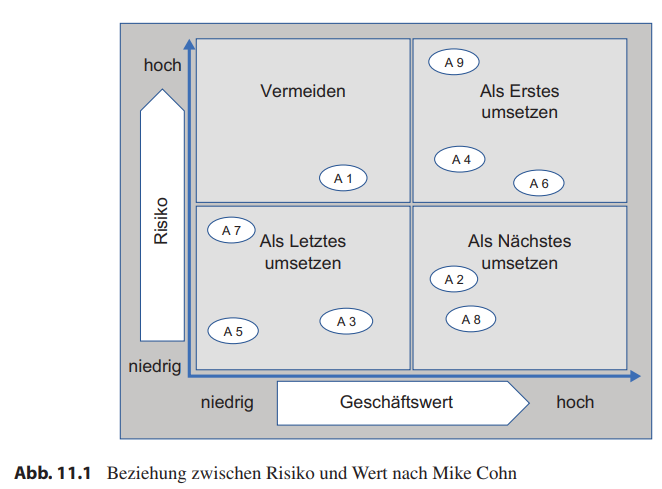 hoch
Risiko
niedrig
Vermeiden
A 1
A 9
Als Erstes
umsetzen
A 4
A 6
A 7
Als Letztes
umsetzen
A 5
A 3
Als Nächstes
umsetzen
A 2
A 8
niedrig
Geschäftswert
hoch
Abb. 11.1 Beziehung zwischen Risiko und Wert nach Mike Cohn